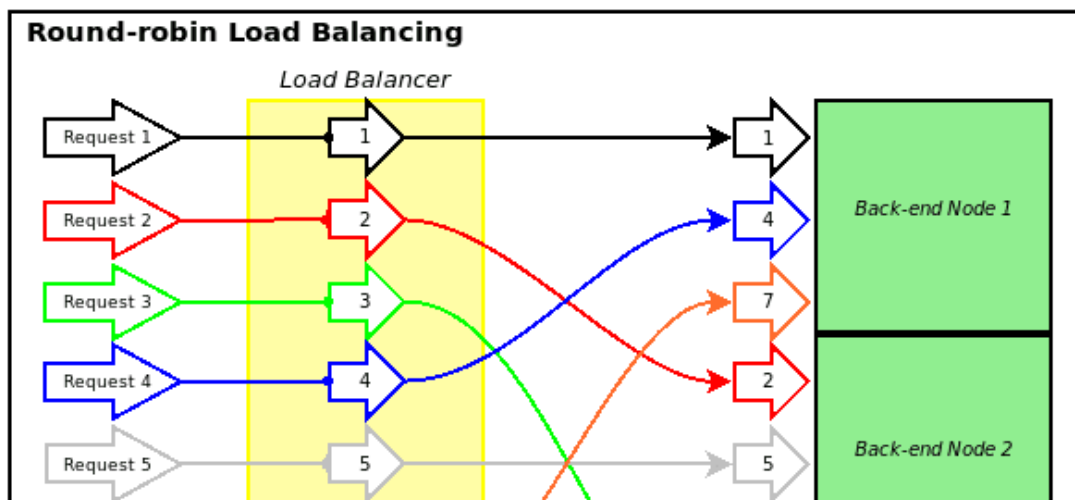 Round-robin Load Balancing
Load Balancer
Request 1
1
1
Request 2
2
4
Back-end Node 1
Request 3
3
7
Request 4
4
2
Request 5
5
5
Back-end Node 2